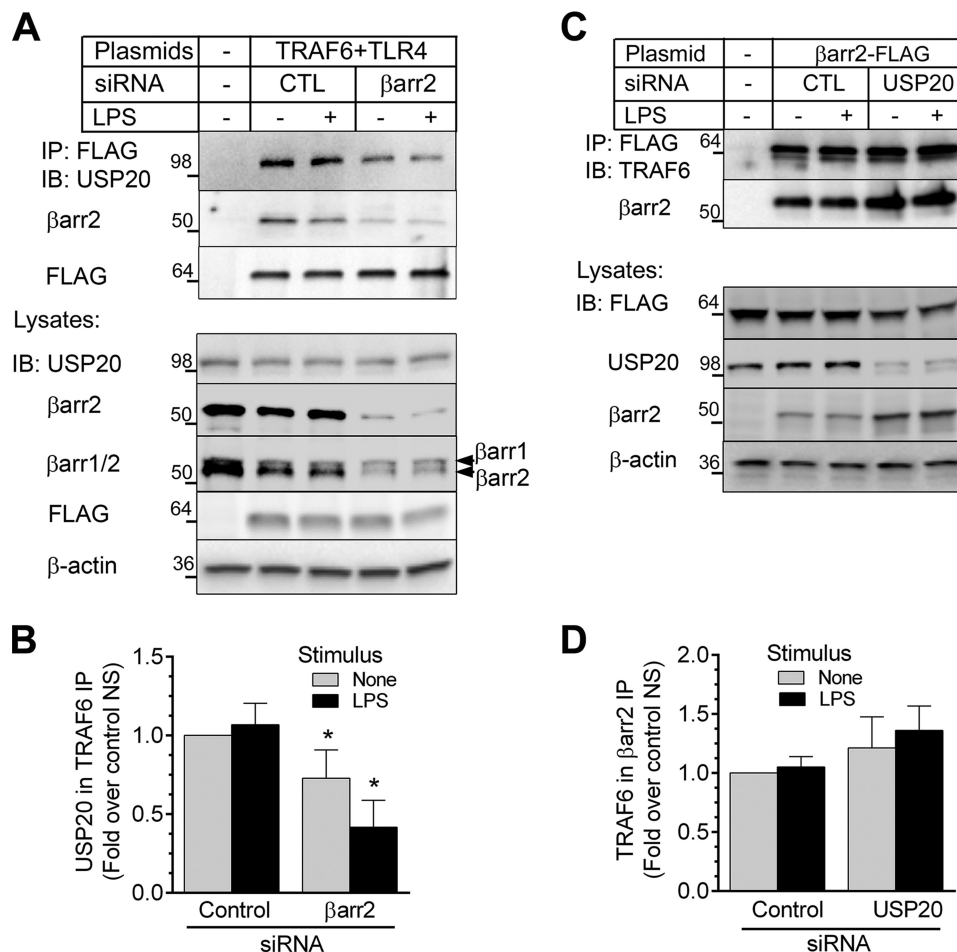 A
Plasmids - TRAF6+TLR4
siRNA - CTL βarr2
LPS - - + - +
IP: FLAG
IB: USP20 98
βarr2 50
FLAG 64
Lysates:
IB: USP20 98
βarr2 50
βarr1/2 50 βarr1
βarr2
FLAG 64
β-actin 36
B
USP20 in TRAF6 IP
(Fold over control NS)
1.5
1.0
0.5
0.0
Stimulus
None
LPS
*
*
Control βarr2
siRNA
C
Plasmid - βarr2-FLAG
siRNA - CTL USP20
LPS - - + - +
IP: FLAG 64
IB: TRAF6
βarr2 50
Lysates:
IB: FLAG 64
USP20 98
βarr2 50
β-actin 36
D
TRAF6 in βarr2 IP
(Fold over control NS)
2.0
1.5
1.0
0.5
0.0
Stimulus
None
LPS
Control USP20
siRNA